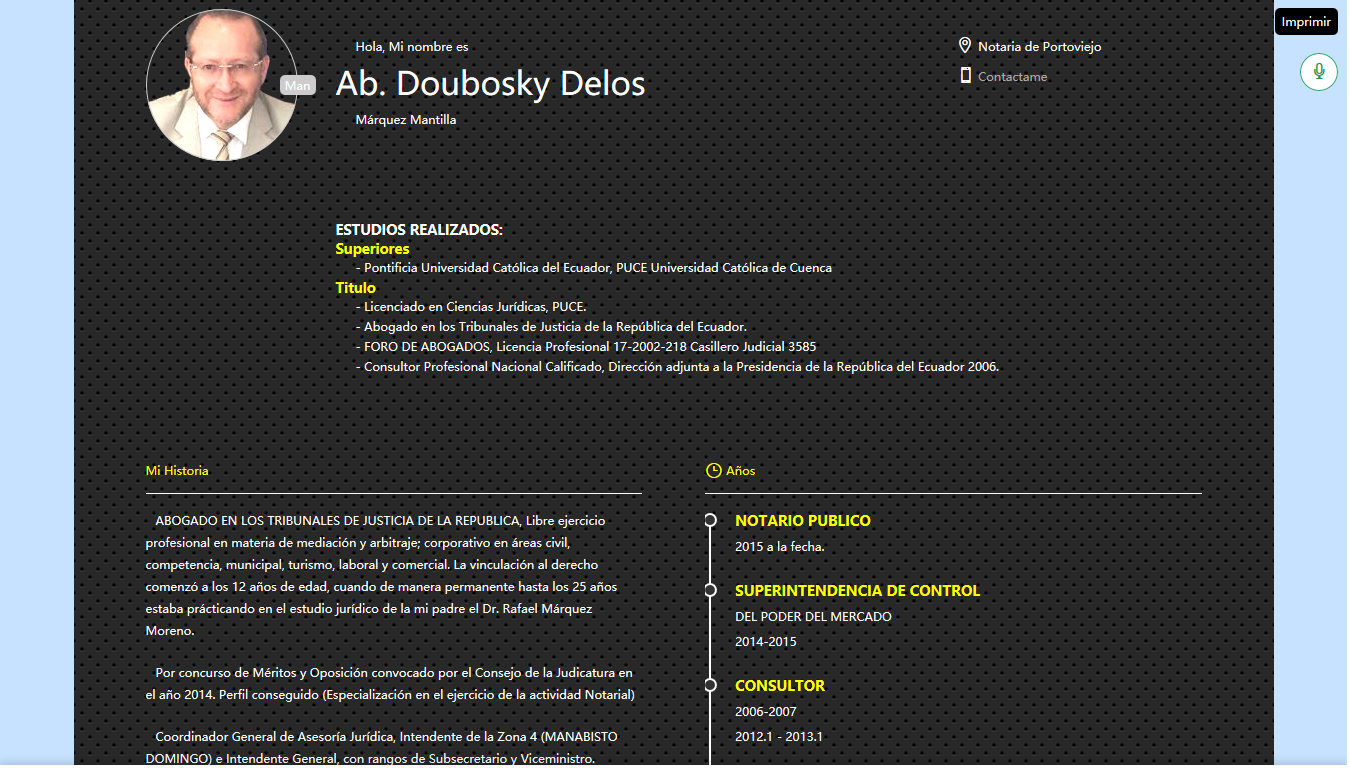 Imprimir
Hola, Mi nombre es
Man
Ab. Doubosky Delos
Márquez Mantilla
Notaria de Portoviejo
Contactame
ESTUDIOS REALIZADOS:
Superiores
- Pontificia Universidad Católica del Ecuador, PUCE Universidad Católica de Cuenca
Titulo
- Licenciado en Ciencias Jurídicas, PUCE.
- Abogado en los Tribunales de Justicia de la República del Ecuador.
- FORO DE ABOGADOS, Licencia Profesional 17-2002-218 Casillero Judicial 3585
- Consultor Profesional Nacional Calificado, Dirección adjunta a la Presidencia de la República del Ecuador 2006.
Mi Historia
ABOGADO EN LOS TRIBUNALES DE JUSTICIA DE LA REPUBLICA, Libre ejercicio
profesional en materia de mediación y arbitraje; corporativo en áreas civil,
competencia, municipal, turismo, laboral y comercial. La vinculación al derecho
comenzó a los 12 años de edad, cuando de manera permanente hasta los 25 años
estaba prácticando en el estudio jurídico de la mi padre el Dr. Rafael Márquez
Moreno.
Por concurso de Méritos y Oposición convocado por el Consejo de la Judicatura en
el año 2014. Perfil conseguido (Especialización en el ejercicio de la actividad Notarial)
Coordinador General de Asesoría Jurídica, Intendente de la Zona 4 (MANABISTO
DOMINGO) e Intendente General, con rangos de Subsecretario y Viceministro.
Años
NOTARIO PUBLICO
2015 a la fecha.
SUPERINTENDENCIA DE CONTROL
DEL PODER DEL MERCADO
2014-2015
CONSULTOR
2006-2007
2012.1 - 2013.1